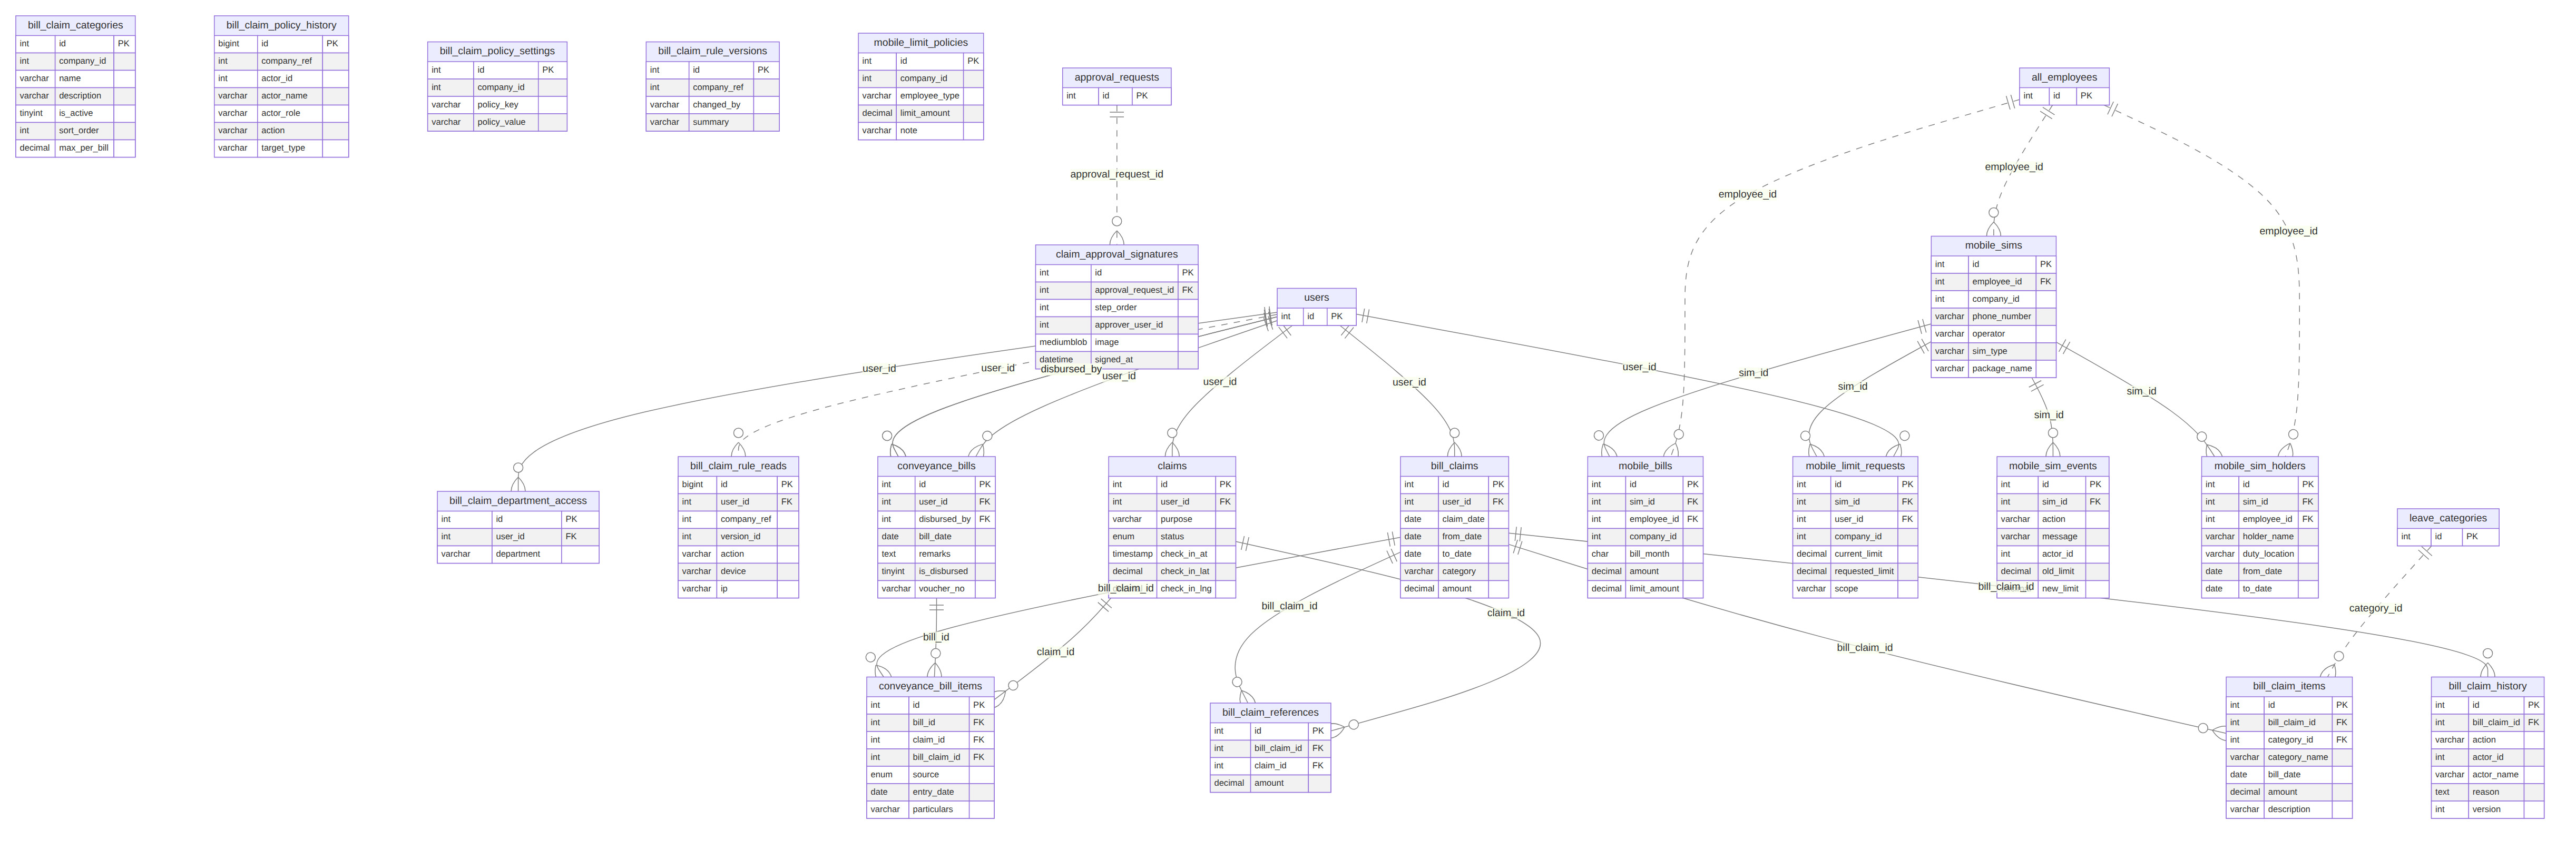 bill_claim_categories
int id PK
int company_id
varchar name
varchar description
tinyint is_active
int sort_order
decimal max_per_bill
bill_claim_policy_history
bigint id PK
int company_ref
int actor_id
varchar actor_name
varchar actor_role
varchar action
varchar target_type
bill_claim_policy_settings
int id PK
int company_id
varchar policy_key
varchar policy_value
bill_claim_rule_versions
int id PK
int company_ref
varchar changed_by
varchar summary
mobile_limit_policies
int id PK
int company_id
varchar employee_type
decimal limit_amount
varchar note
approval_requests
int id PK
all_employees
int id PK
approval_request_id
employee_id
employee_id
employee_id
claim_approval_signatures
int id PK
int approval_request_id FK
int step_order
int approver_user_id
mediumblob image
datetime signed_at
users
int id PK
mobile_sims
int id PK
int employee_id FK
int company_id
varchar phone_number
varchar operator
varchar sim_type
varchar package_name
user_id
user_id
disbursed_by
user_id
user_id
user_id
user_id
sim_id
sim_id
sim_id
sim_id
bill_claim_department_access
int id PK
int user_id FK
varchar department
bill_claim_rule_reads
bigint id PK
int user_id FK
int company_ref
int version_id
varchar action
varchar device
varchar ip
conveyance_bills
int id PK
int user_id FK
int disbursed_by FK
date bill_date
text remarks
tinyint is_disbursed
varchar voucher_no
claims
int id PK
int user_id FK
varchar purpose
enum status
timestamp check_in_at
decimal check_in_lat
check_in_lng
bill_claims
int id PK
int user_id FK
date claim_date
date from_date
date to_date
varchar category
decimal amount
mobile_bills
int id PK
int sim_id FK
int employee_id FK
int company_id
char bill_month
decimal amount
decimal limit_amount
mobile_limit_requests
int id PK
int sim_id FK
int user_id FK
int company_id
decimal current_limit
decimal requested_limit
varchar scope
mobile_sim_events
int id PK
int sim_id FK
varchar action
varchar message
int actor_id
decimal old_limit
new_limit
mobile_sim_holders
int id PK
int sim_id FK
int employee_id FK
varchar holder_name
varchar duty_location
date from_date
date to_date
leave_categories
int id PK
bill_claim_id
bill_id
claim_id
bill_claim_id
claim_id
bill_claim_id
bill_claim_id
category_id
conveyance_bill_items
int id PK
int bill_id FK
int claim_id FK
int bill_claim_id FK
enum source
date entry_date
varchar particulars
bill_claim_references
int id PK
int bill_claim_id FK
int claim_id FK
decimal amount
bill_claim_items
int id PK
int bill_claim_id FK
int category_id FK
varchar category_name
date bill_date
decimal amount
varchar description
bill_claim_history
int id PK
int bill_claim_id FK
varchar action
int actor_id
varchar actor_name
text reason
int version